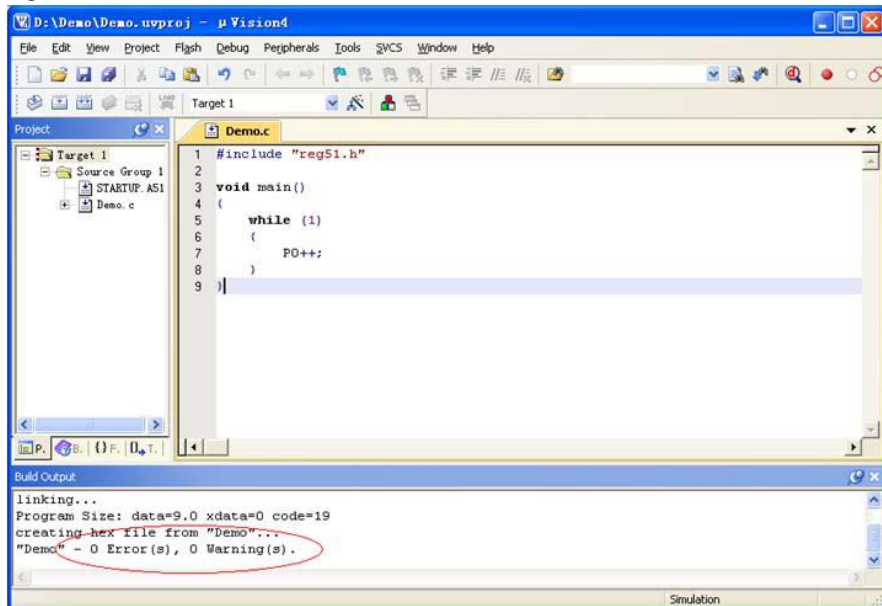 D:\Demo\Demo.uvproj - µVision4
File Edit View Project Flash Debug Peripherals Tools SVCS Window Help
Target 1
Project
Demo.c
Target 1
Source Group 1
STARTUP.A51
Demo.c
1 #include "reg51.h"
2
3 void main()
4 {
5 while (1)
6 {
7 P0++;
8 }
9 }
P. B. {} F. 0 T.
Build Output
linking...
Program Size: data=9.0 xdata=0 code=19
creating hex file from "Demo"...
"Demo" - 0 Error(s), 0 Warning(s).
Simulation